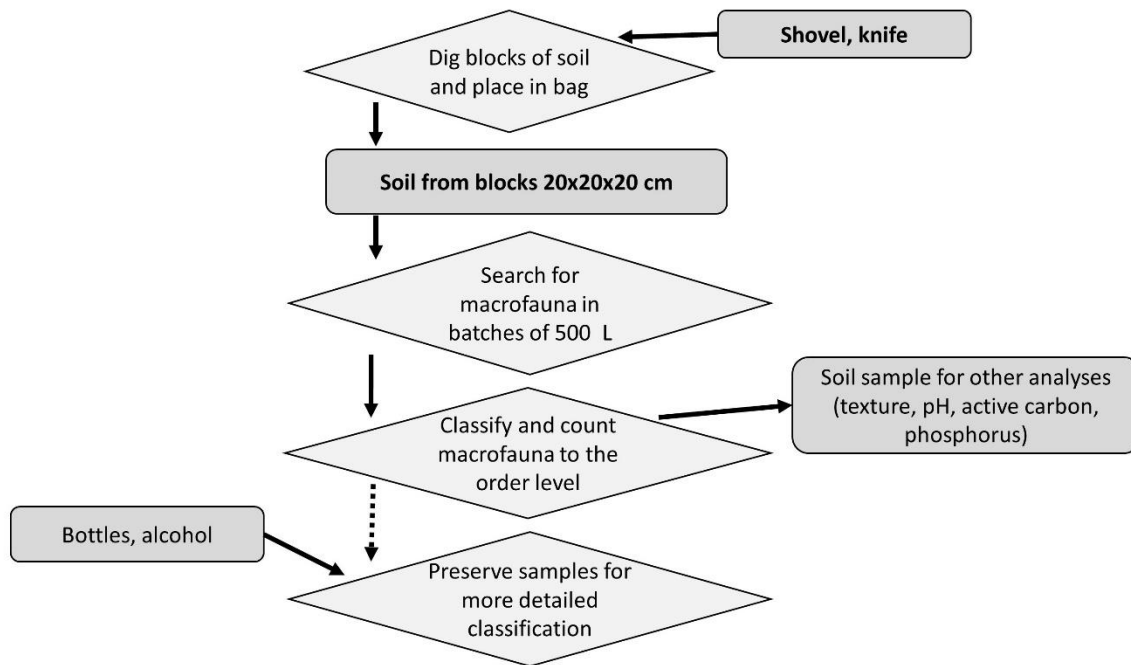 Shovel, knife
Dig blocks of soil
and place in bag
Soil from blocks 20x20x20 cm
Search for
macrofauna in
batches of 500  L
Soil sample for other analyses
(texture, pH, active carbon,
phosphorus)
Classify and count
macrofauna to the
order level
Bottles, alcohol
Preserve samples for
more detailed
classification